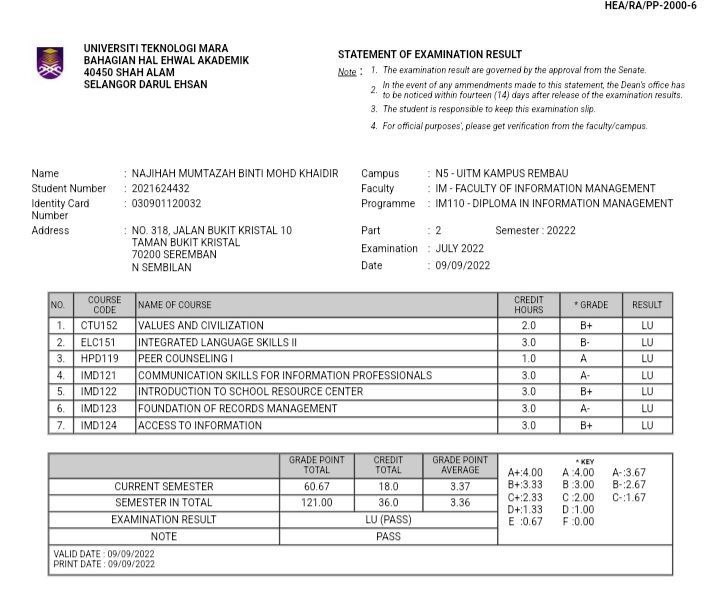 HEA/RA/PP-2000-6
UNIVERSITI TEKNOLOGI MARA
BAHAGIAN HAL EHWAL AKADEMIK
40450 SHAH ALAM
SELANGOR DARUL EHSAN
STATEMENT OF EXAMINATION RESULT
Note : 1. The examination result are governed by the approval from the Senate.
2. In the event of any ammendments made to this statement, the Dean's office has
to be noticed within fourteen (14) days after release of the examination results.
3. The student is responsible to keep this examination slip.
4. For official purposes', please get verification from the faculty/campus.
Name : NAJIHAH MUMTAZAH BINTI MOHD KHAIDIR
Student Number : 2021624432
Identity Card Number : 030901120032
Address : NO. 318, JALAN BUKIT KRISTAL 10
TAMAN BUKIT KRISTAL
70200 SEREMBAN
N SEMBILAN
Campus : N5 - UITM KAMPUS REMBAU
Faculty : IM - FACULTY OF INFORMATION MANAGEMENT
Programme : IM110 - DIPLOMA IN INFORMATION MANAGEMENT
Part : 2 Semester : 20222
Examination : JULY 2022
Date : 09/09/2022
NO. COURSE CODE NAME OF COURSE CREDIT HOURS * GRADE RESULT
1. CTU152 VALUES AND CIVILIZATION 2.0 B+ LU
2. ELC151 INTEGRATED LANGUAGE SKILLS II 3.0 B- LU
3. HPD119 PEER COUNSELING I 1.0 A LU
4. IMD121 COMMUNICATION SKILLS FOR INFORMATION PROFESSIONALS 3.0 A- LU
5. IMD122 INTRODUCTION TO SCHOOL RESOURCE CENTER 3.0 B+ LU
6. IMD123 FOUNDATION OF RECORDS MANAGEMENT 3.0 A- LU
7. IMD124 ACCESS TO INFORMATION 3.0 B+ LU
GRADE POINT TOTAL CREDIT TOTAL GRADE POINT AVERAGE
CURRENT SEMESTER 60.67 18.0 3.37
SEMESTER IN TOTAL 121.00 36.0 3.36
EXAMINATION RESULT LU (PASS)
NOTE PASS
* KEY
A+:4.00 A :4.00 A-:3.67
B+:3.33 B :3.00 B-:2.67
C+:2.33 C :2.00 C-:1.67
D+:1.33 D :1.00
E :0.67 F :0.00
VALID DATE : 09/09/2022
PRINT DATE : 09/09/2022